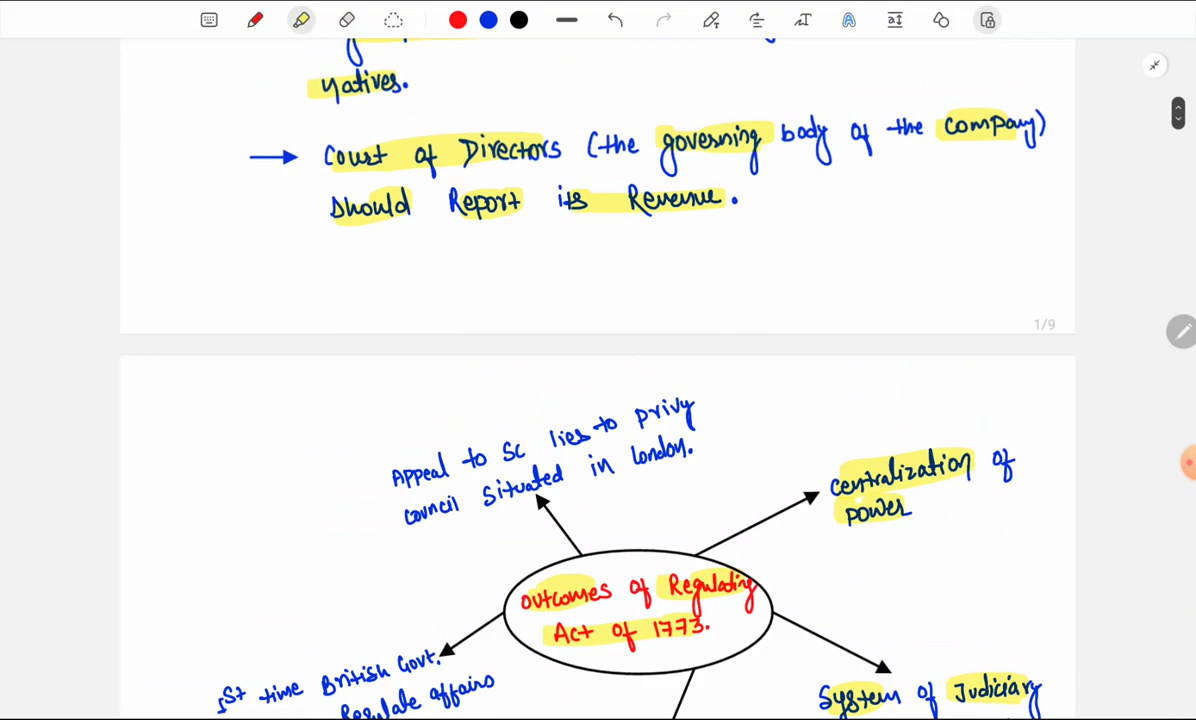 yatives.
→ Court of Directors (the governing body of the company)
should Report its Revenue.
1/9
Appeal to SC lies to privy
council situated in london.
centralization of
power
outcomes of Regulating
Act of 1773.
1st time British Govt.
Regulate affairs
System of Judiciary